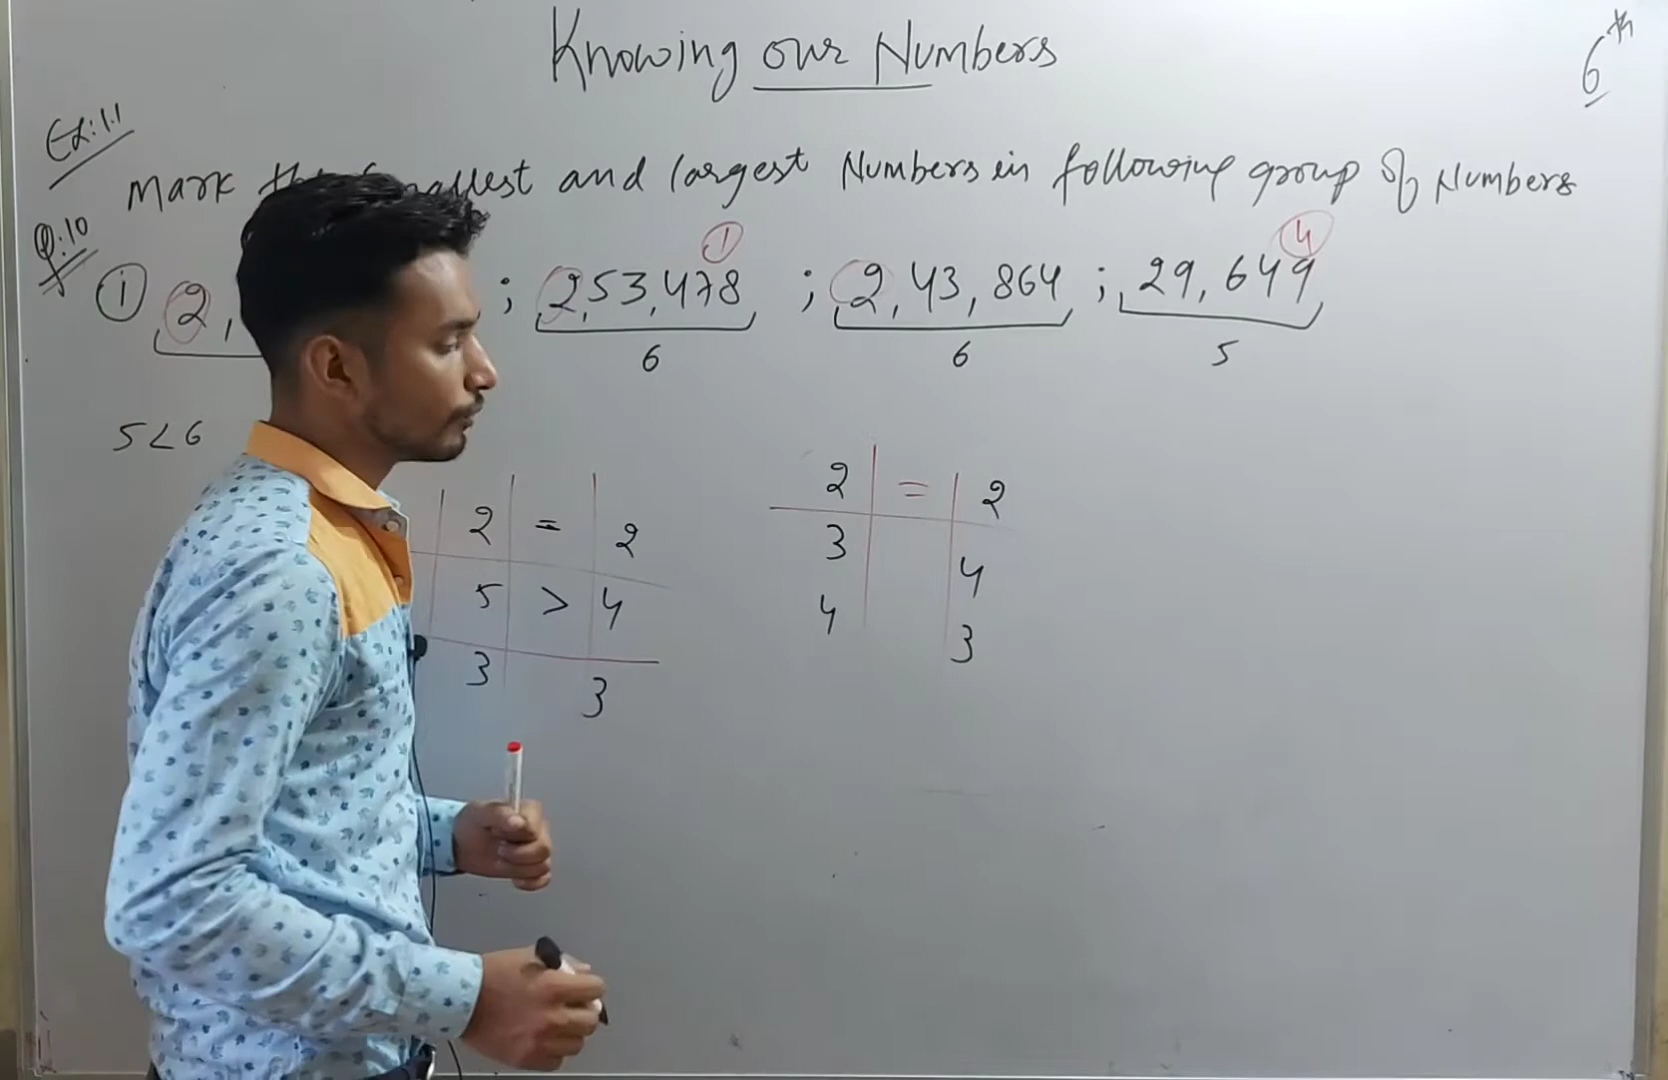 Knowing our Numbers
6th
Ex:1.1
Mark and largest Numbers in following group of Numbers
Q:10
1 4
① 2, ; 2,53,478 ; 2,43,864 ; 29,649
6 6 5
5<6
2 = 2
5 > 4
3 3
2 = 2
3 4
4 3